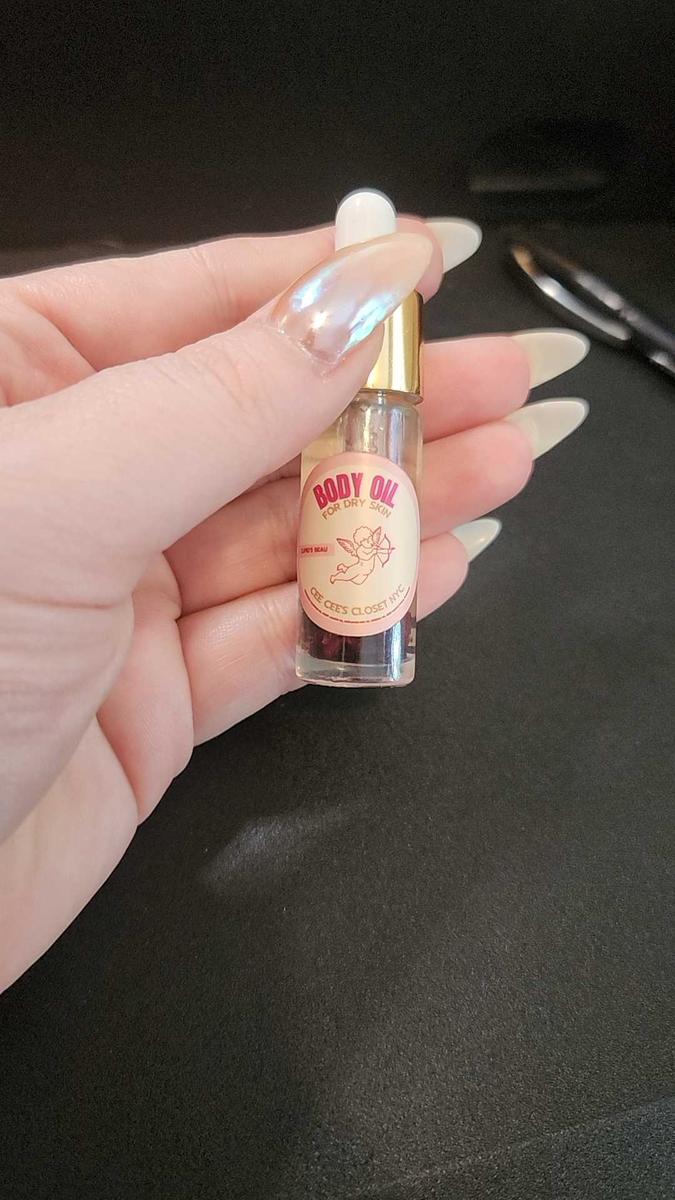 BODY OIL
FOR DRY SKIN
CUPID'S BEAU
CEE CEE'S CLOSET NYC